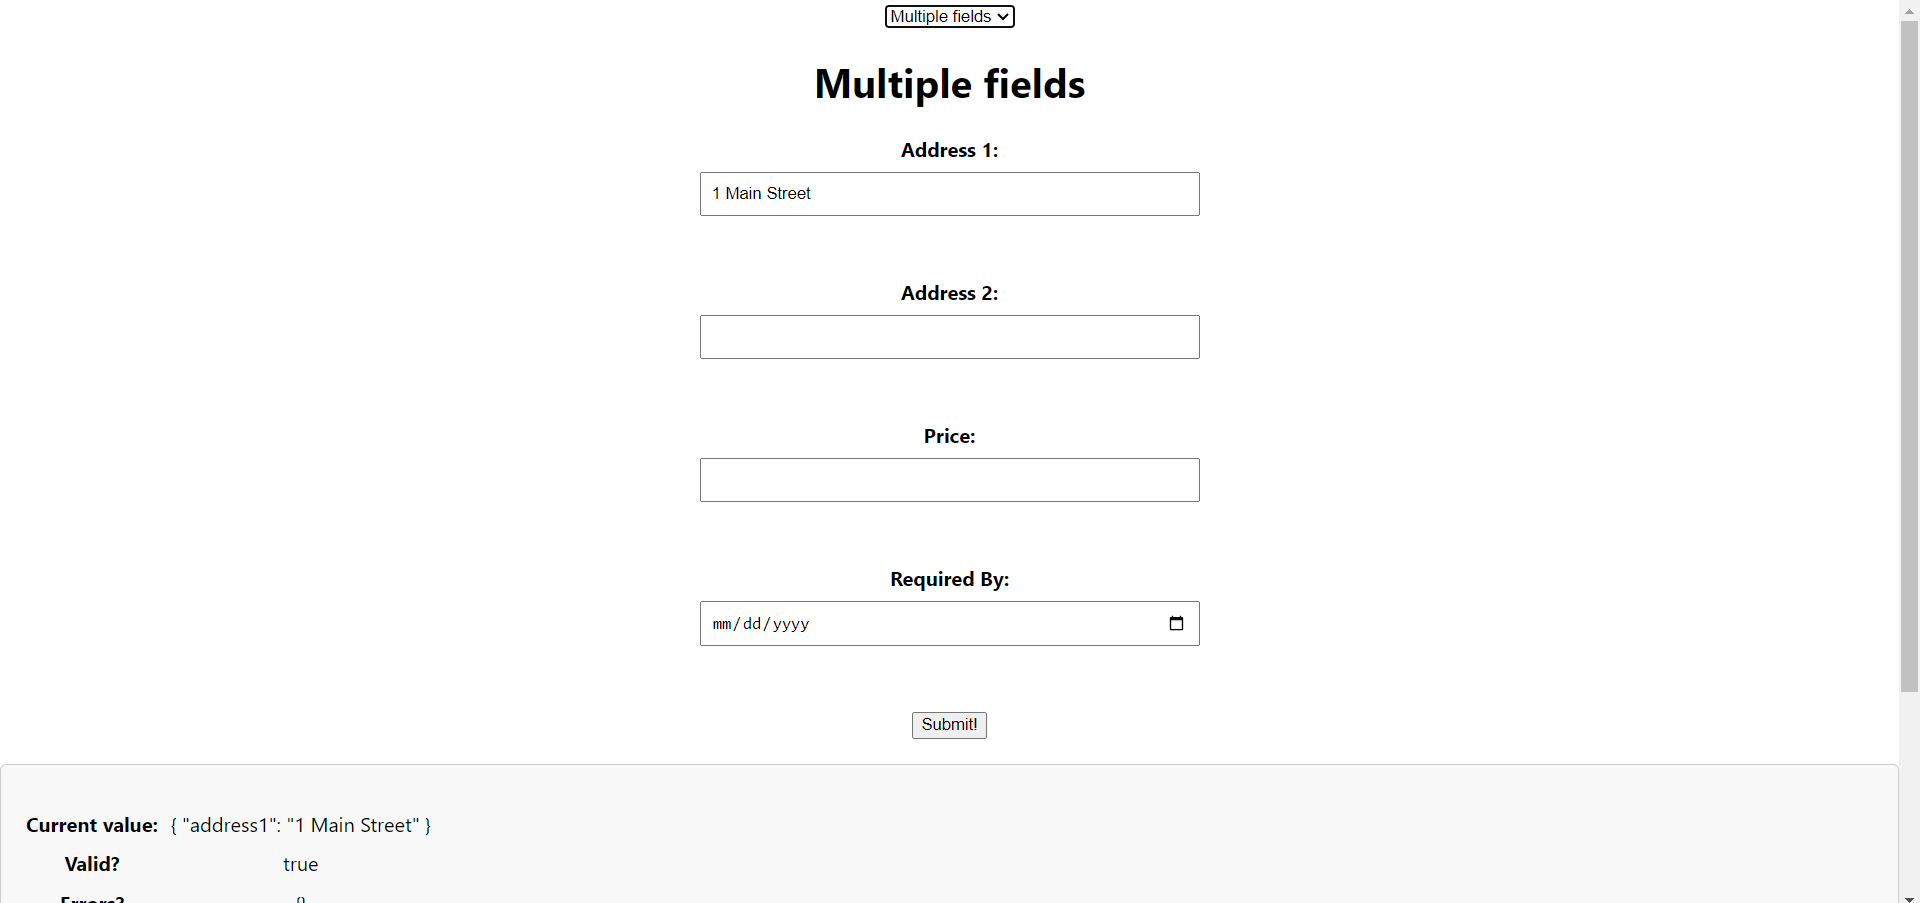 Multiple fields
Multiple fields
Address 1:
1 Main Street
Address 2:
Price:
Required By:
mm/dd/yyyy
Submit!
Current value: { "address1": "1 Main Street" }
Valid? true
Errors? {}